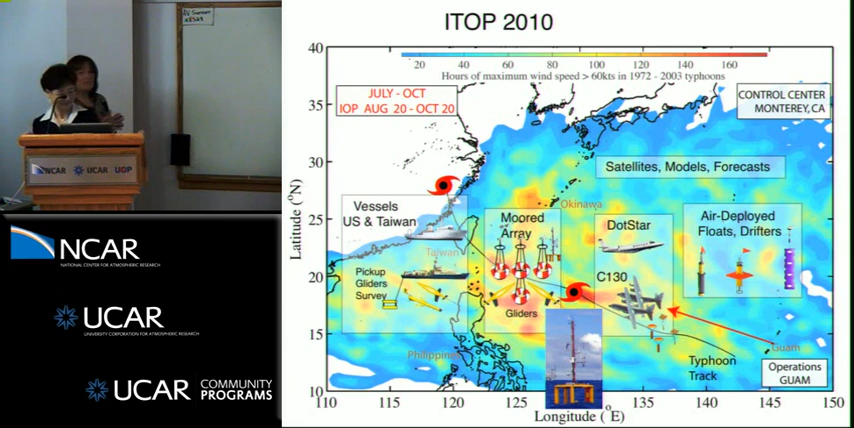 ITOP 2010
40
35
30
25
20
15
10
110
115
120
125
135
140
145
150
Latitude (°N)
Longitude (°E)
20
40
60
80
100
120
140
160
Hours of maximum wind speed > 60kts in 1972 - 2003 typhoons
JULY - OCT
IOP AUG 20 - OCT 20
CONTROL CENTER
MONTEREY, CA
Satellites, Models, Forecasts
Okinawa
Vessels
US & Taiwan
Moored
Array
DotStar
Air-Deployed
Floats, Drifters
Taiwan
C130
Pickup
Gliders
Survey
Gliders
Guam
Philippin
Typhoon
Track
Operations
GUAM
NCAR
UCAR
UOP
NCAR
NATIONAL CENTER FOR ATMOSPHERIC RESEARCH
UCAR
UNIVERSITY CORPORATION FOR ATMOSPHERIC RESEARCH
UCAR
COMMUNITY
PROGRAMS